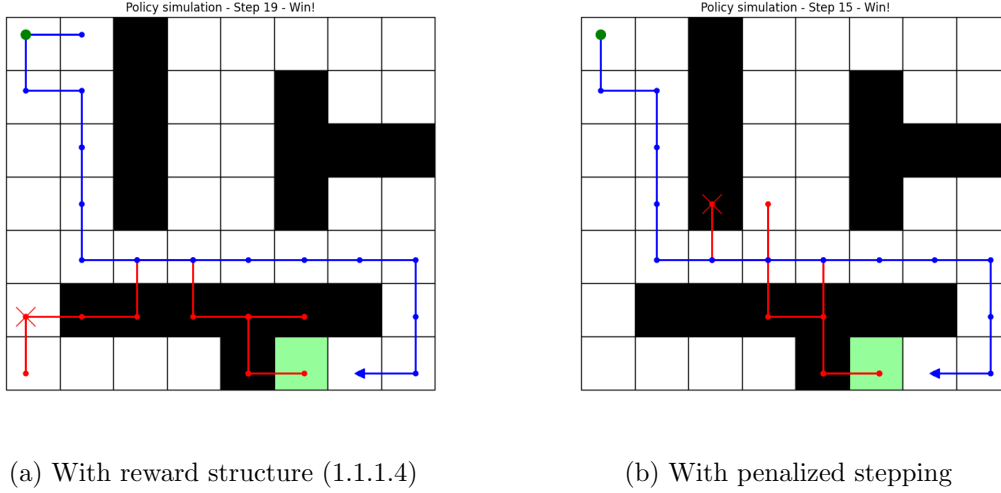 Policy simulation - Step 19 - Win!
Policy simulation - Step 15 - Win!
(a) With reward structure (1.1.1.4)
(b) With penalized stepping